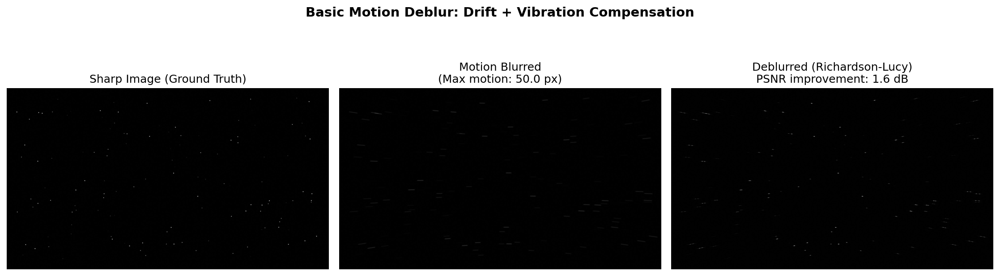 Basic Motion Deblur: Drift + Vibration Compensation
Sharp Image (Ground Truth)
Motion Blurred
(Max motion: 50.0 px)
Deblurred (Richardson-Lucy)
PSNR improvement: 1.6 dB